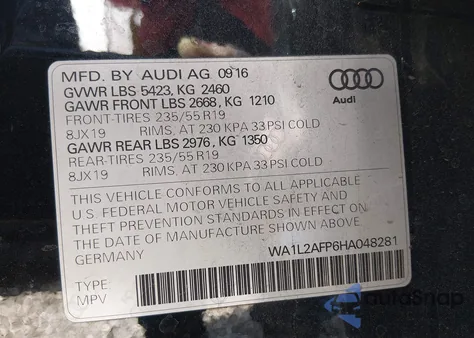 MFD. BY AUDI AG 09'16
GVWR LBS 5423, KG 2460
GAWR FRONT LBS 2668, KG 1210
FRONT-TIRES 235/55 R19
8JX19 RIMS, AT 230 KPA 33 PSI COLD
GAWR REAR LBS 2976, KG 1350
REAR-TIRES 235/55 R19
8JX19 RIMS, AT 230 KPA 33 PSI COLD
Audi
THIS VEHICLE CONFORMS TO ALL APPLICABLE
U.S. FEDERAL MOTOR VEHICLE SAFETY AND
THEFT PREVENTION STANDARDS IN EFFECT ON
THE DATE OF MANUFACTURE SHOWN ABOVE
GERMANY WA1L2AFP6HA048281
TYPE
MPV
AutoSnap